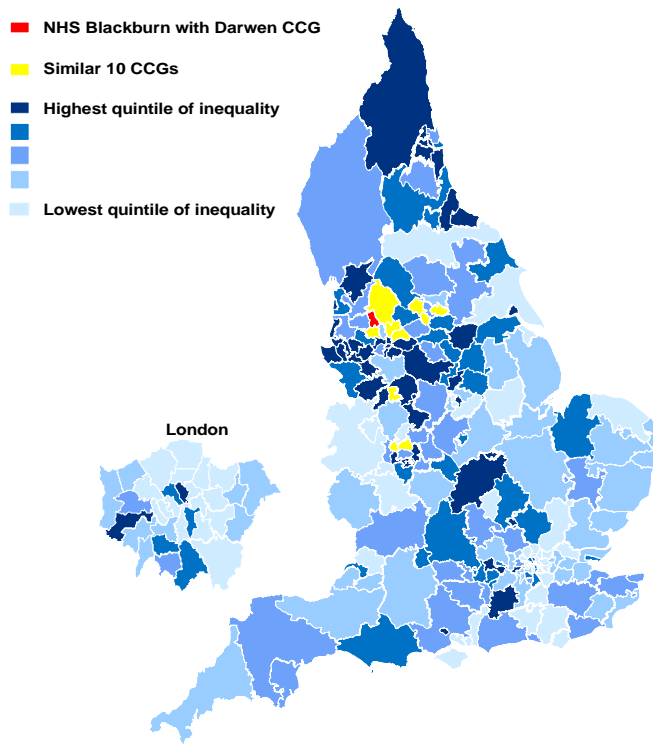 NHS Blackburn with Darwen CCG
Similar 10 CCGs
Highest quintile of inequality
Lowest quintile of inequality
London